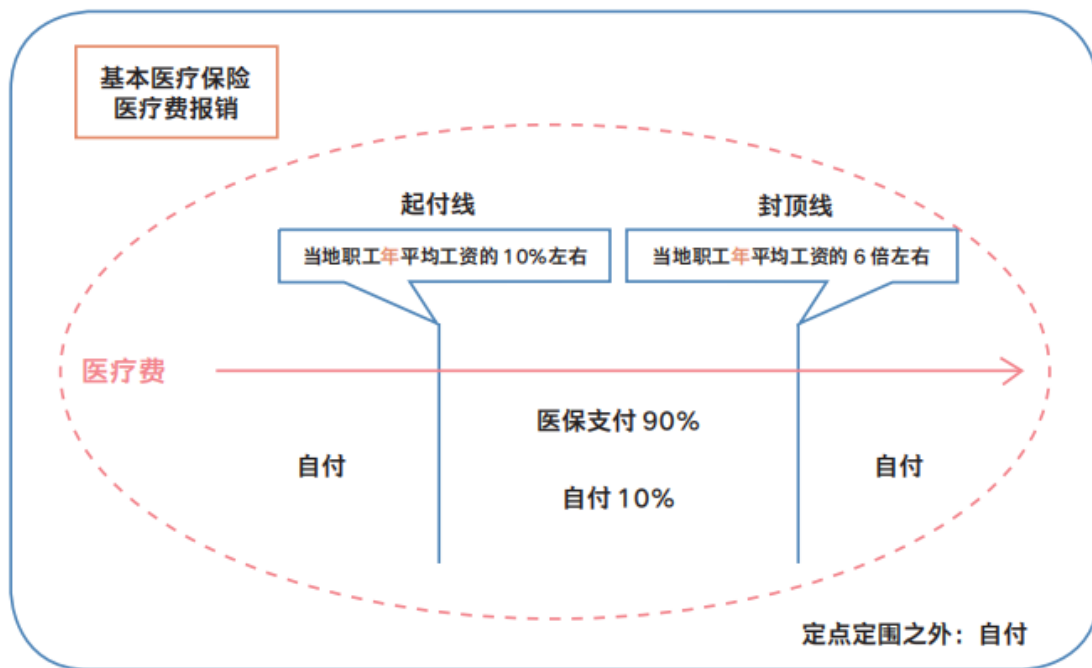 基本医疗保险
医疗费报销
起付线
封顶线
当地职工年平均工资的 10%左右
当地职工年平均工资的 6 倍左右
医疗费
医保支付 90%
自付
自付
自付 10%
定点定围之外：自付